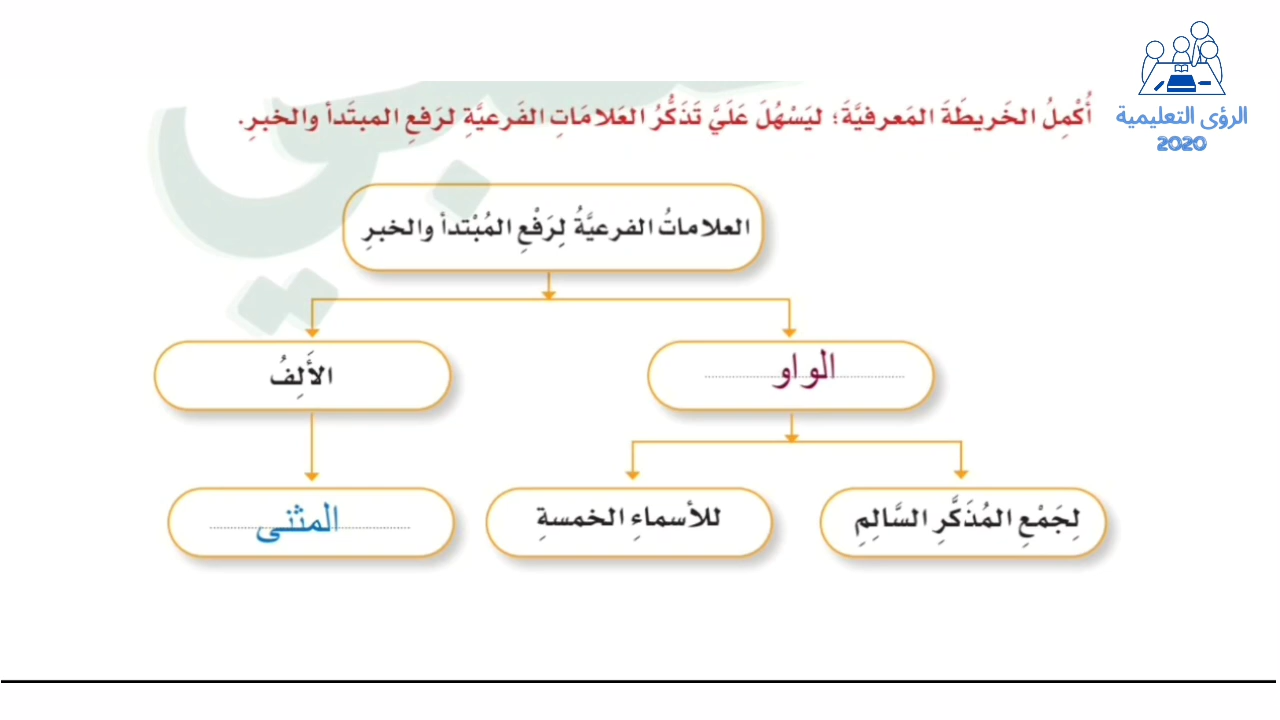 الرؤى التعليمية
2020
أُكْمِلُ الخَريطَةَ المَعرفيَّةَ؛ ليَسْهُلَ عَلَيَّ تَذَكُّرُ العَلامَاتِ الفَرعيَّةِ لرَفعِ المبتَدأ والخبرِ.
العلاماتُ الفرعيَّةُ لِرَفْعِ المُبْتدأ والخبرِ
الواو
الأَلِفُ
لِجَمْعِ المُذَكَّرِ السَّالِمِ
للأسماءِ الخمسةِ
المثنى